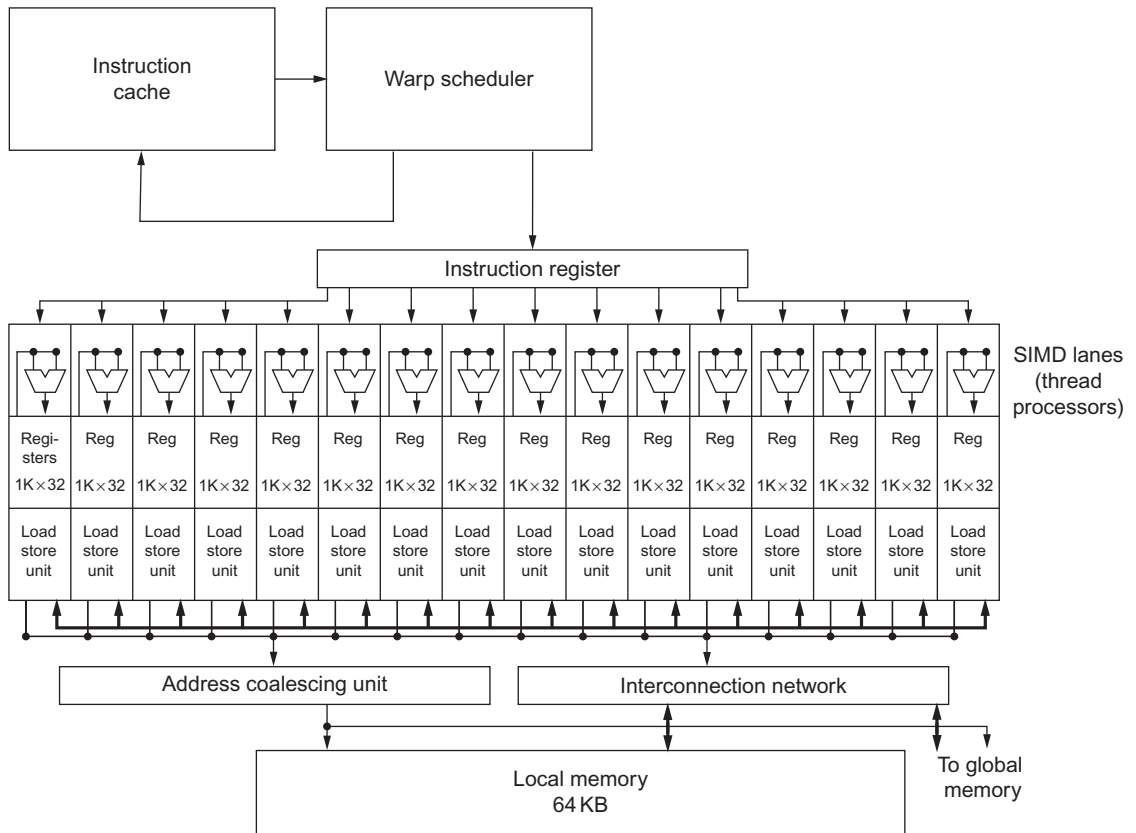 Instruction
cache
Warp scheduler
Instruction register
SIMD lanes
(thread
processors)
Regi-
sters
Reg Reg Reg Reg Reg Reg Reg Reg Reg Reg Reg Reg Reg Reg Reg
1K×32 1K×32 1K×32 1K×32 1K×32 1K×32 1K×32 1K×32 1K×32 1K×32 1K×32 1K×32 1K×32 1K×32 1K×32 1K×32
Load Load Load Load Load Load Load Load Load Load Load Load Load Load Load Load
store store store store store store store store store store store store store store store store
unit unit unit unit unit unit unit unit unit unit unit unit unit unit unit unit
Address coalescing unit
Interconnection network
Local memory
64 KB
To global
memory